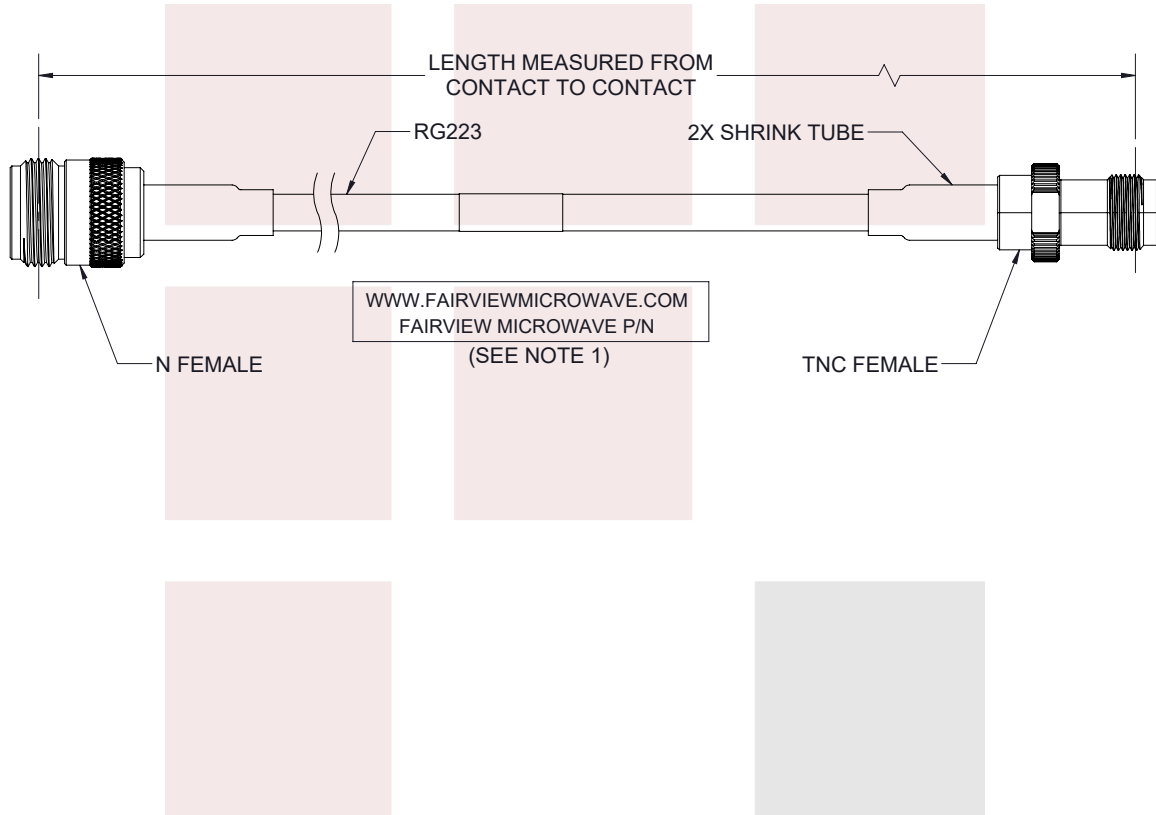 LENGTH MEASURED FROM
CONTACT TO CONTACT
RG223
2X SHRINK TUBE
WWW.FAIRVIEWMICROWAVE.COM
FAIRVIEW MICROWAVE P/N
(SEE NOTE 1)
N FEMALE
TNC FEMALE